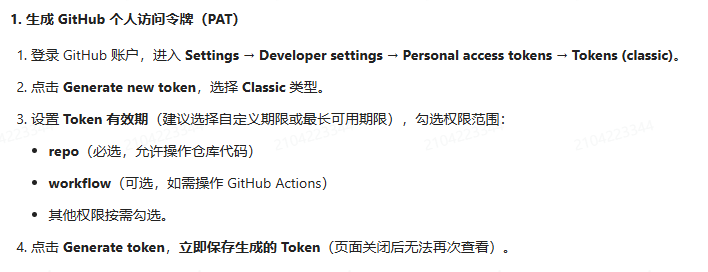 1. 生成 GitHub 个人访问令牌（PAT）
1. 登录 GitHub 账户，进入 Settings → Developer settings → Personal access tokens → Tokens (classic)。
2. 点击 Generate new token，选择 Classic 类型。
3. 设置 Token 有效期（建议选择自定义期限或最长可用期限），勾选权限范围：
• repo（必选，允许操作仓库代码）
• workflow（可选，如需操作 GitHub Actions）
• 其他权限按需勾选。
4. 点击 Generate token，立即保存生成的 Token（页面关闭后无法再次查看）。